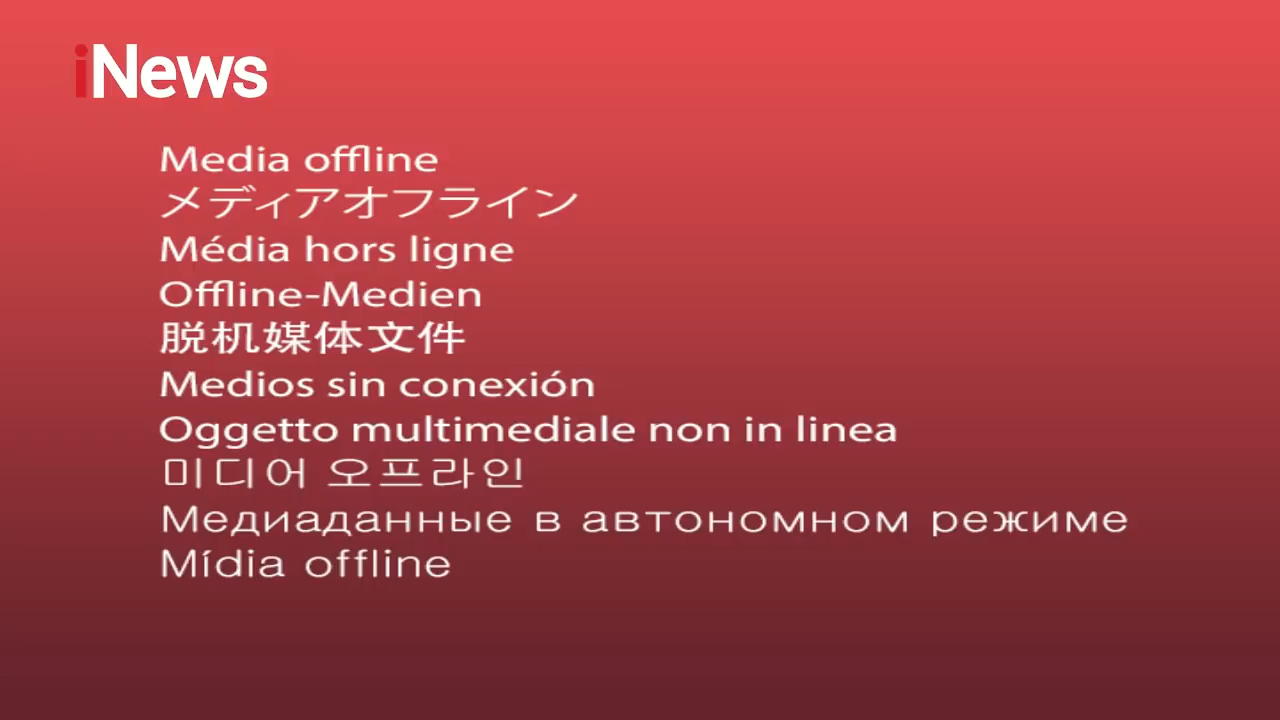 iNews
Media offline
メディアオフライン
Média hors ligne
Offline-Medien
脱机媒体文件
Medios sin conexión
Oggetto multimediale non in linea
미디어 오프라인
Медиаданные в автономном режиме
Mídia offline